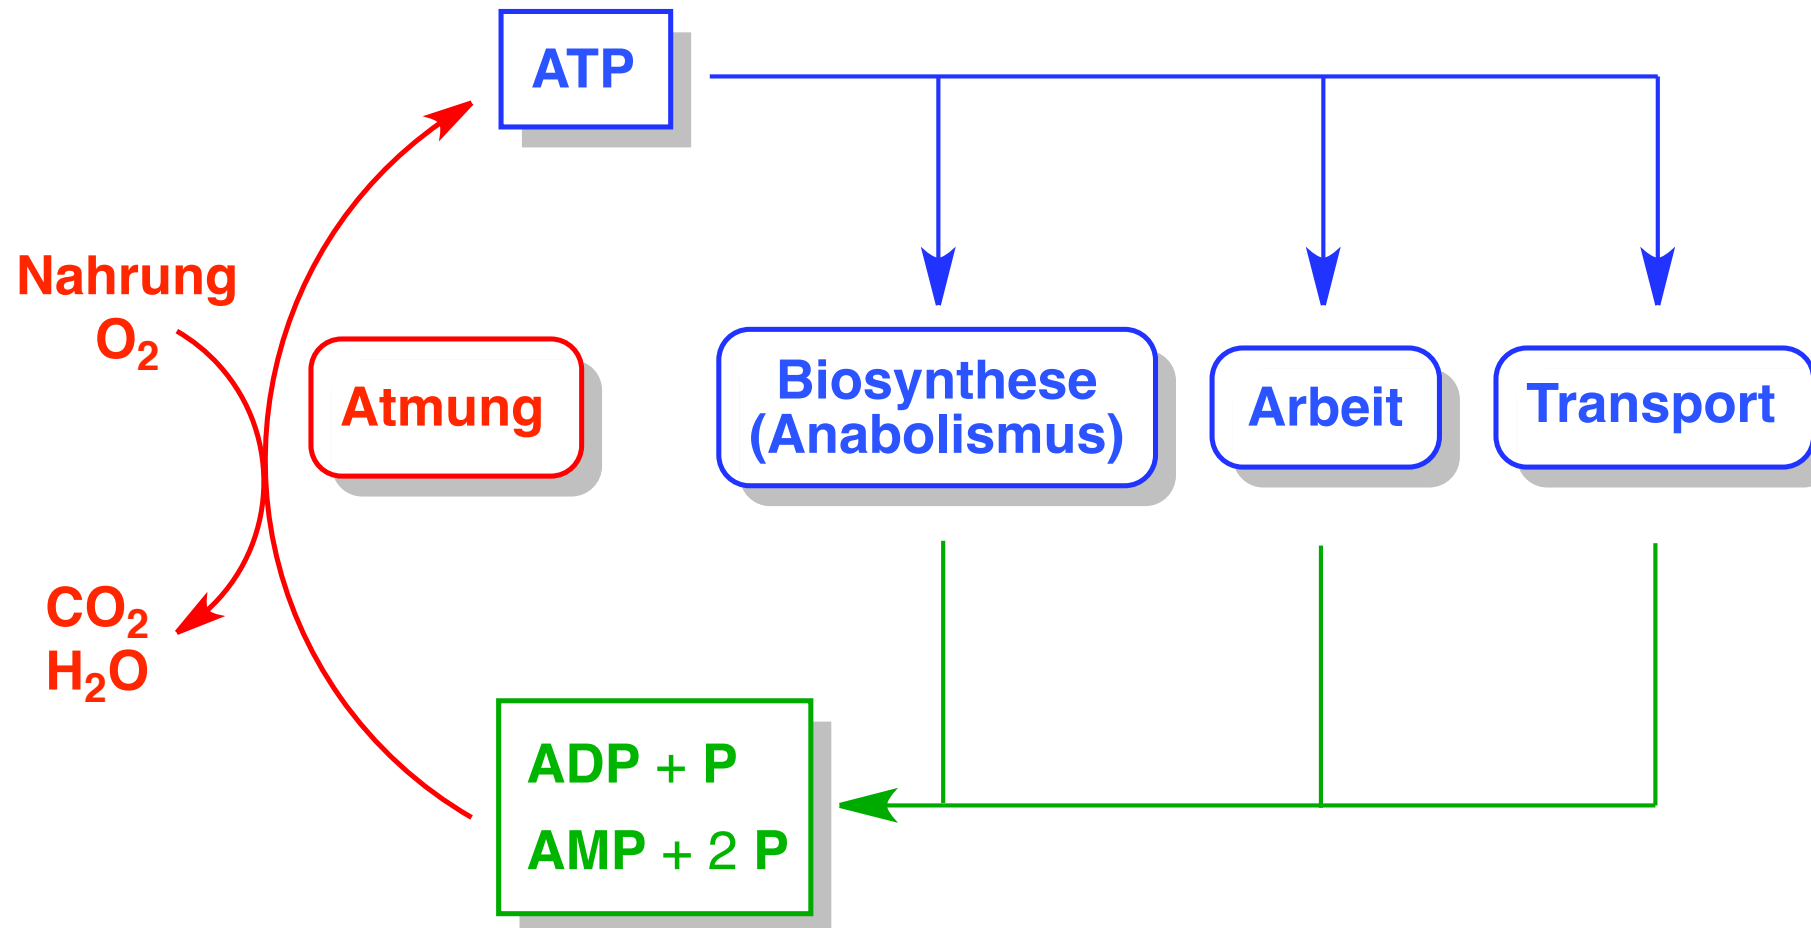 ATP
Nahrung
O₂
Atmung
Biosynthese
(Anabolismus)
Arbeit
Transport
CO₂
H₂O
ADP + P
AMP + 2 P